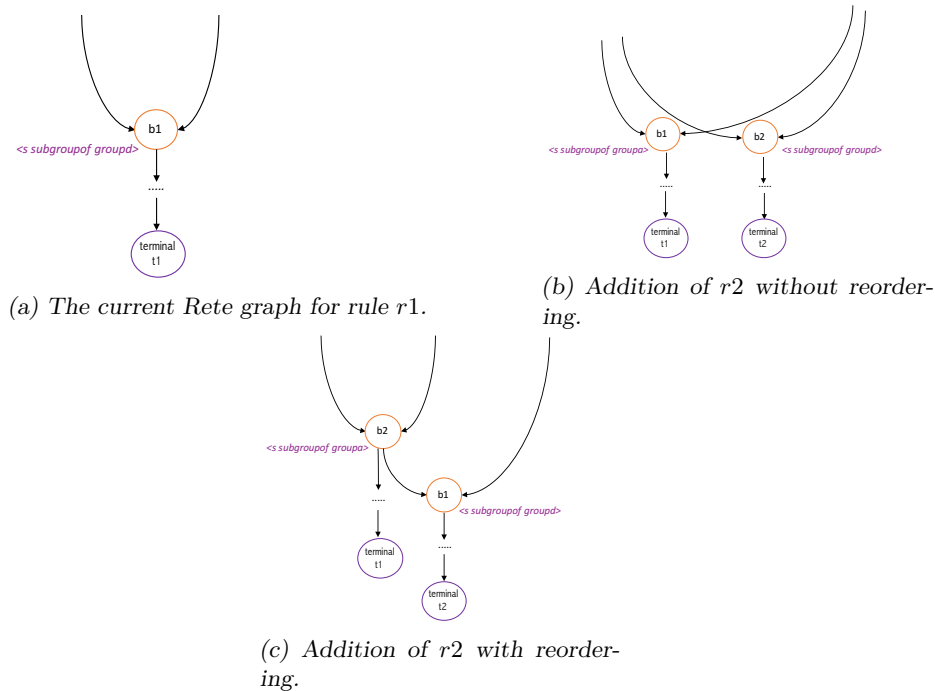 b1
<s subgroupof groupd>
.....
terminal
t1
(a) The current Rete graph for rule r1.
b1
b2
<s subgroupof groupa>
<s subgroupof groupd>
.....
.....
terminal
t1
terminal
t2
(b) Addition of r2 without reorder-
ing.
b2
<s subgroupof groupa>
.....
b1
<s subgroupof groupd>
.....
terminal
t1
terminal
t2
(c) Addition of r2 with reorder-
ing.